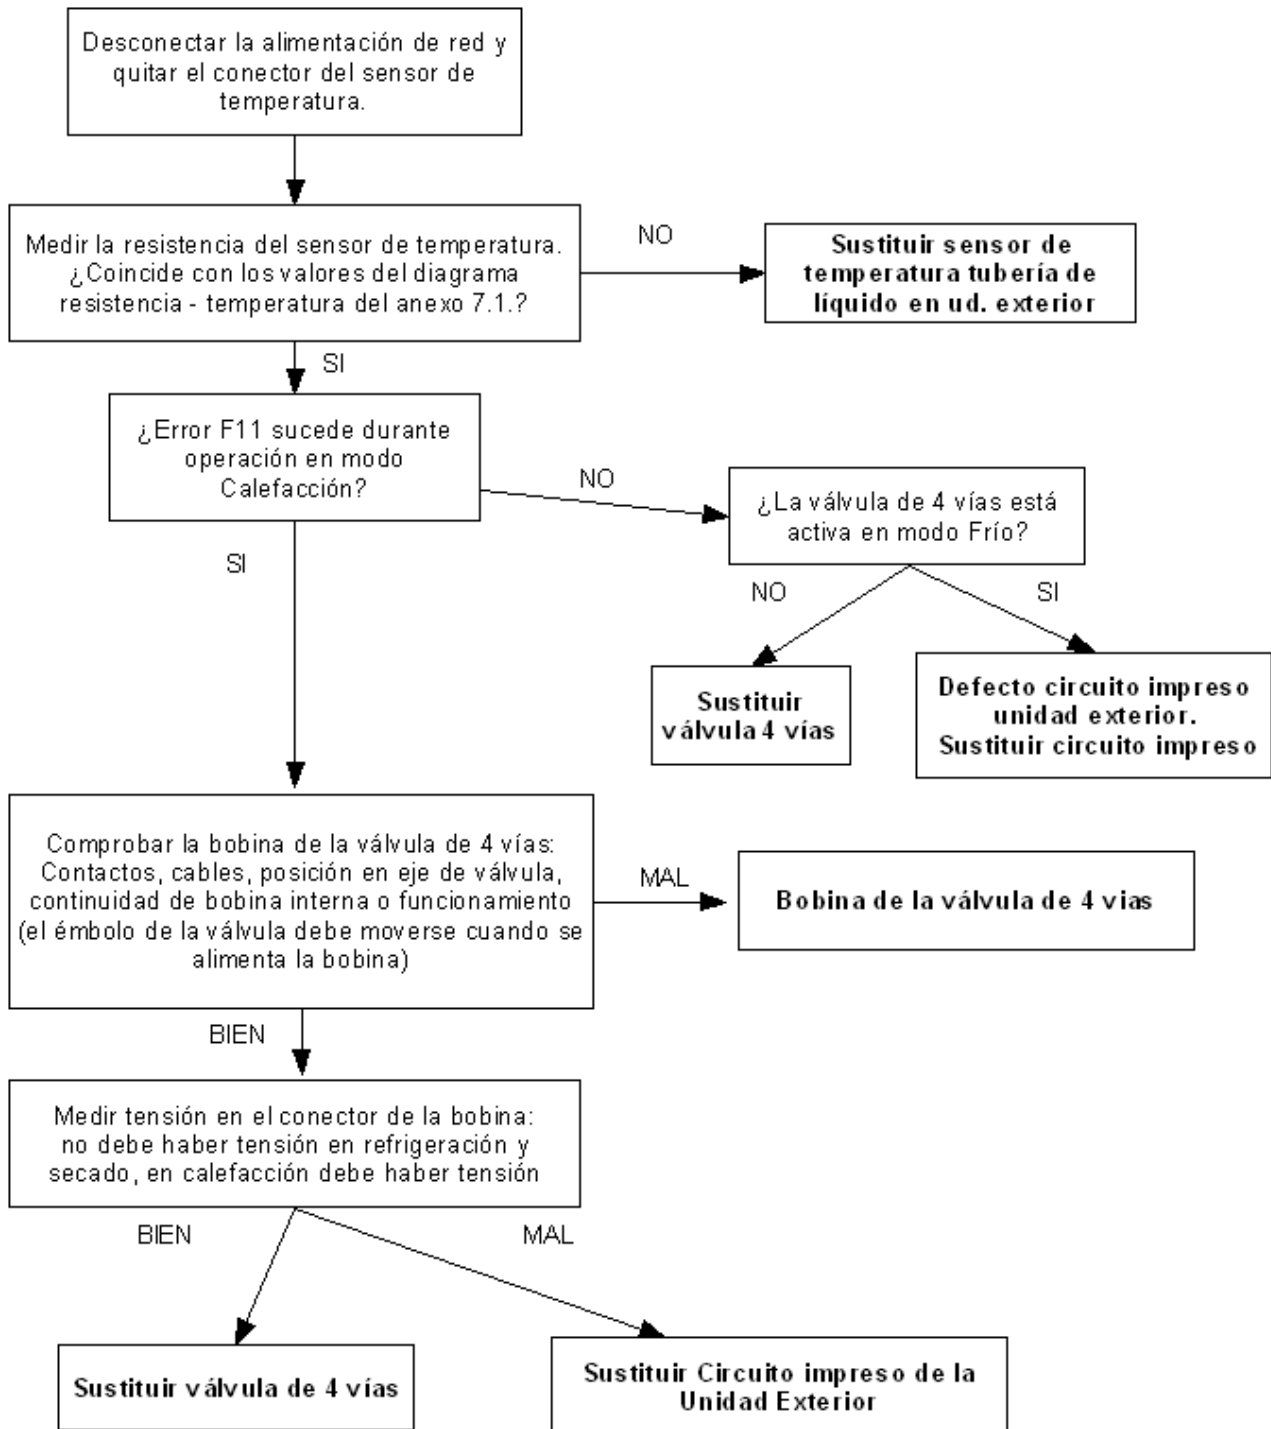 Desconectar la alimentación de red y
quitar el conector del sensor de
temperatura.
Medir la resistencia del sensor de temperatura.
¿Coincide con los valores del diagrama
resistencia - temperatura del anexo 7.1.?
NO
Sustituir sensor de
temperatura tubería de
líquido en ud. exterior
SI
¿Error F11 sucede durante
operación en modo
Calefacción?
NO
¿La válvula de 4 vías está
activa en modo Frío?
SI
NO
SI
Sustituir
válvula 4 vías
Defecto circuito impreso
unidad exterior.
Sustituir circuito impreso
Comprobar la bobina de la válvula de 4 vías:
Contactos, cables, posición en eje de válvula,
continuidad de bobina interna o funcionamiento
(el émbolo de la válvula debe moverse cuando se
alimenta la bobina)
MAL
Bobina de la válvula de 4 vias
BIEN
Medir tensión en el conector de la bobina:
no debe haber tensión en refrigeración y
secado, en calefacción debe haber tensión
BIEN
MAL
Sustituir válvula de 4 vías
Sustituir Circuito impreso de la
Unidad Exterior